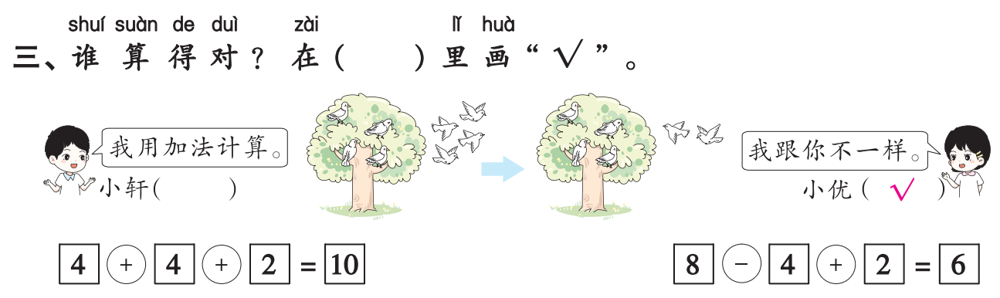 shuí suàn de duì zài lǐ huà
三、谁算得对？在（ ）里画“√”。
我用加法计算。
小轩（ ）
我跟你不一样。
小优（ √ ）
4 + 4 + 2 = 10
8 － 4 + 2 = 6